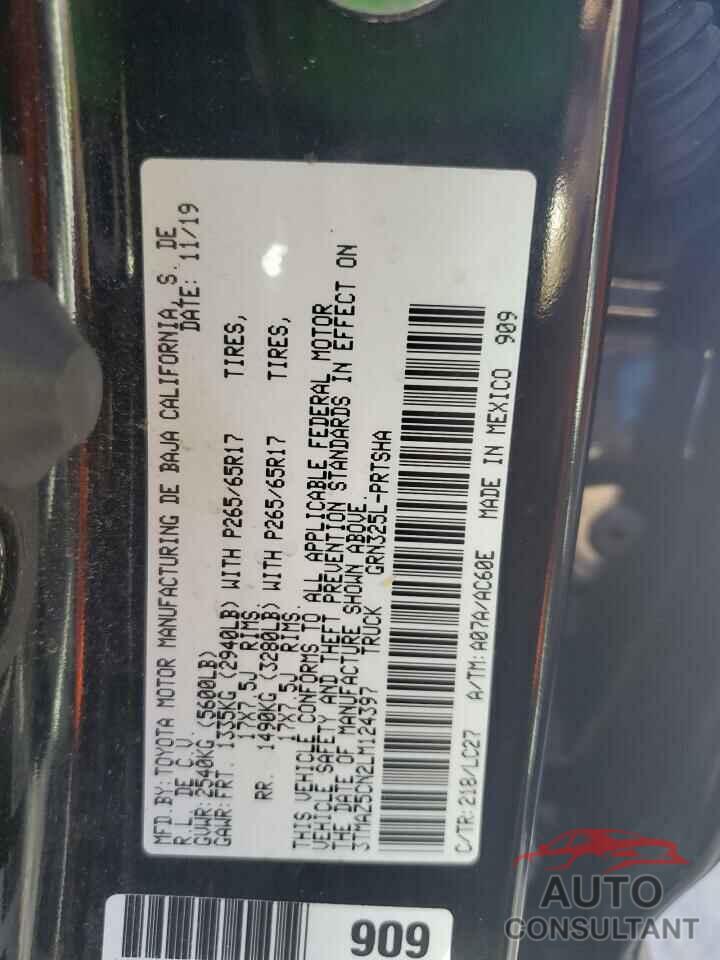 MFD.BY:TOYOTA MOTOR MANUFACTURING DE BAJA CALIFORNIA, S. DE
R.L. DE C.V. DATE: 11/19
GVWR:2540KG (5600LB)
GAWR:FRT. 1335KG (2940LB) WITH P265/65R17 TIRES,
17X7.5J RIMS.
RR. 1490KG (3280LB) WITH P265/65R17 TIRES,
17X7.5J RIMS.
THIS VEHICLE CONFORMS TO ALL APPLICABLE FEDERAL MOTOR
VEHICLE SAFETY AND THEFT PREVENTION STANDARDS IN EFFECT ON
THE DATE OF MANUFACTURE SHOWN ABOVE.
3TMAZ5CN2LM124397 TRUCK GRN325L-PRTSHA
C/TR:218/LC27 A/TM:A07A/AC60E MADE IN MEXICO 909
909
AUTO
CONSULTANT